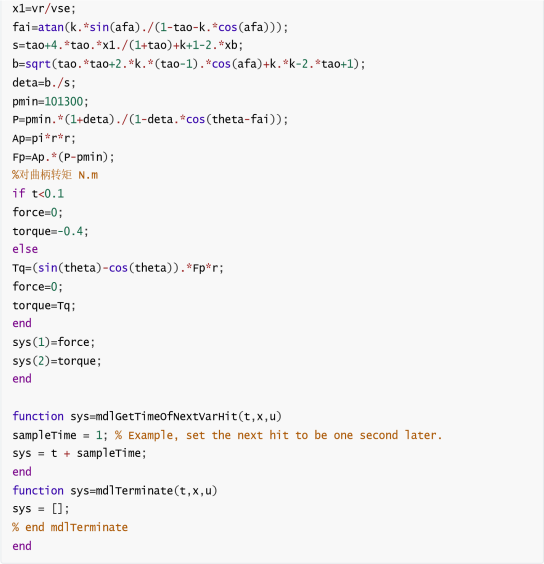 x1=vr/vse;
fai=atan(k.*sin(afa)./(1-tao-k.*cos(afa)));
s=tao+4.*tao.*x1./(1+tao)+k+1-2.*xb;
b=sqrt(tao.*tao+2.*k.*(tao-1).*cos(afa)+k.*k-2.*tao+1);
deta=b./s;
pmin=101300;
P=pmin.*(1+deta)./(1-deta.*cos(theta-fai));
Ap=pi*r*r;
Fp=Ap.*(P-pmin);
%对曲柄转矩 N.m
if t<0.1
force=0;
torque=-0.4;
else
Tq=(sin(theta)-cos(theta)).*Fp*r;
force=0;
torque=Tq;
end
sys(1)=force;
sys(2)=torque;
end
function sys=mdlGetTimeOfNextVarHit(t,x,u)
sampleTime = 1; % Example, set the next hit to be one second later.
sys = t + sampleTime;
end
function sys=mdlTerminate(t,x,u)
sys = [];
% end mdlTerminate
end